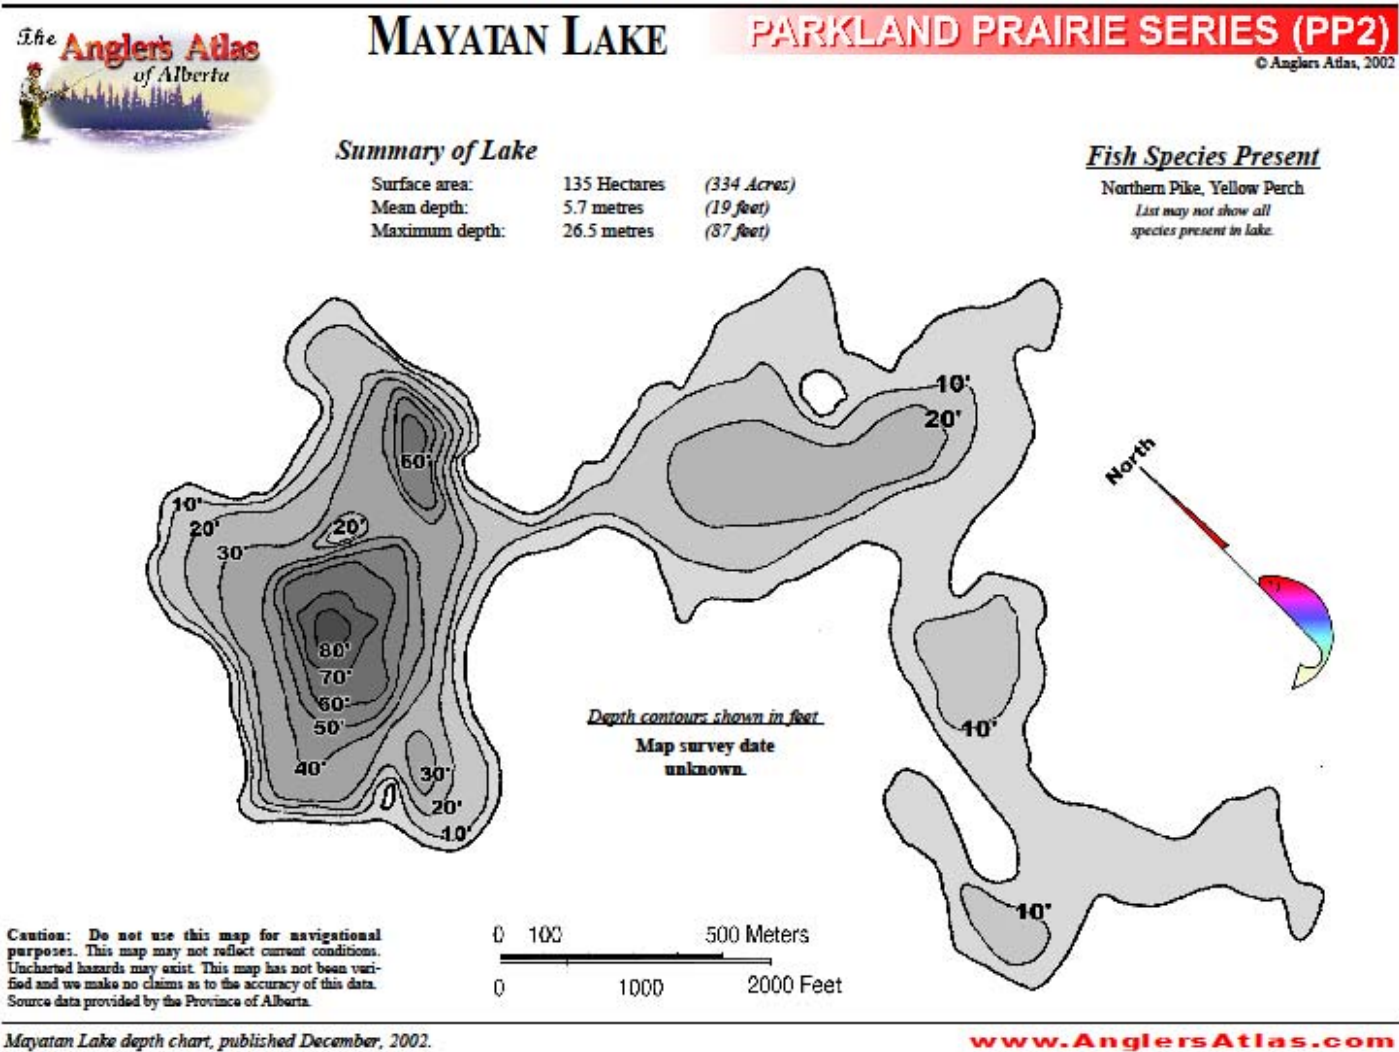 The Anglers Atlas
of Alberta
MAYATAN LAKE
PARKLAND PRAIRIE SERIES (PP2)
© Anglers Atlas, 2002
Summary of Lake
Surface area: 135 Hectares (334 Acres)
Mean depth: 5.7 metres (19 feet)
Maximum depth: 26.5 metres (87 feet)
Fish Species Present
Northern Pike, Yellow Perch
List may not show all
species present in lake.
10'
20'
60'
10'
20'
30'
20'
North
80'
70'
60'
50'
40'
30'
20'
10'
10'
10'
Depth contours shown in feet
Map survey date
unknown.
Caution: Do not use this map for navigational
purposes. This map may not reflect current conditions.
Uncharted hazards may exist. This map has not been veri-
fied and we make no claims as to the accuracy of this data.
Source data provided by the Province of Alberta.
0 100 500 Meters
0 1000 2000 Feet
Mayatan Lake depth chart, published December, 2002.
www.AnglersAtlas.com